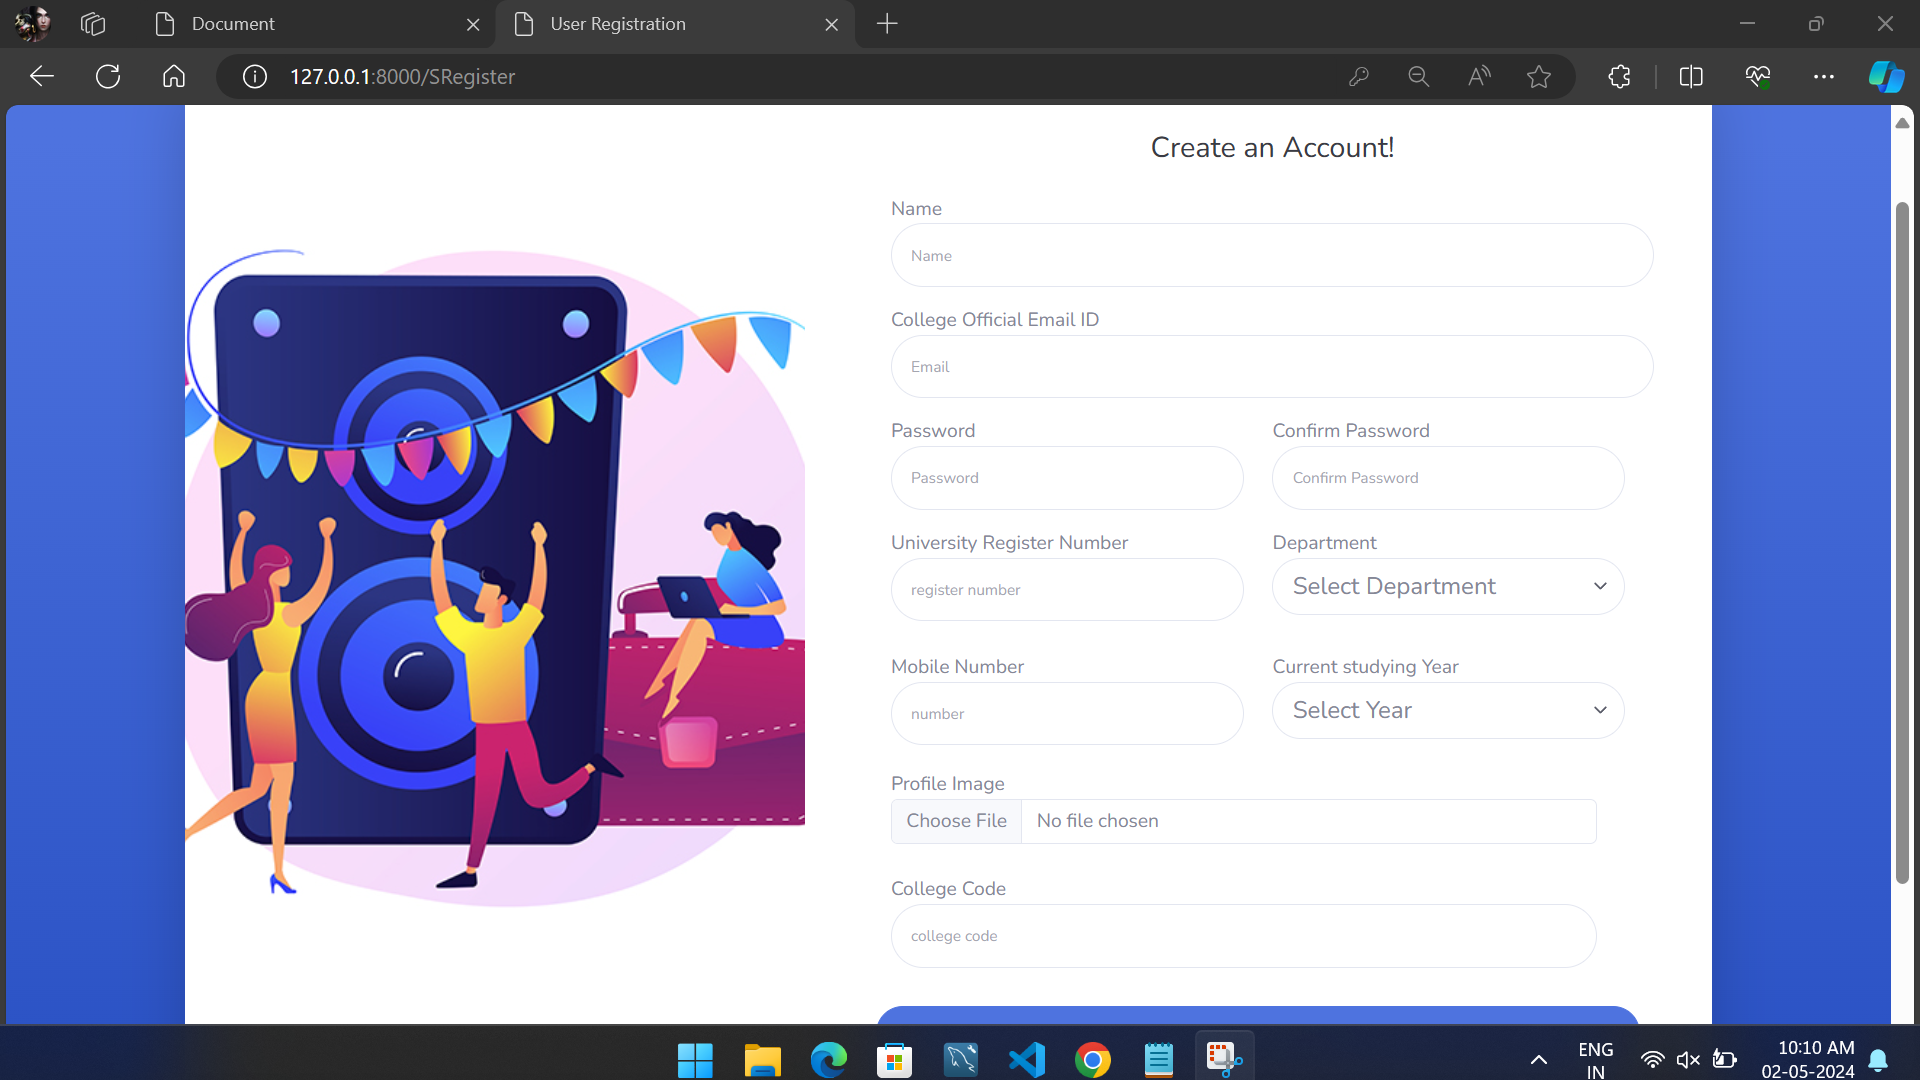 Document
User Registration
127.0.0.1:8000/SRegister
Create an Account!
Name
Name
College Official Email ID
Email
Password
Confirm Password
Password
Confirm Password
University Register Number
Department
register number
Select Department
Mobile Number
Current studying Year
number
Select Year
Profile Image
Choose File
No file chosen
College Code
college code
ENG
IN
10:10 AM
02-05-2024